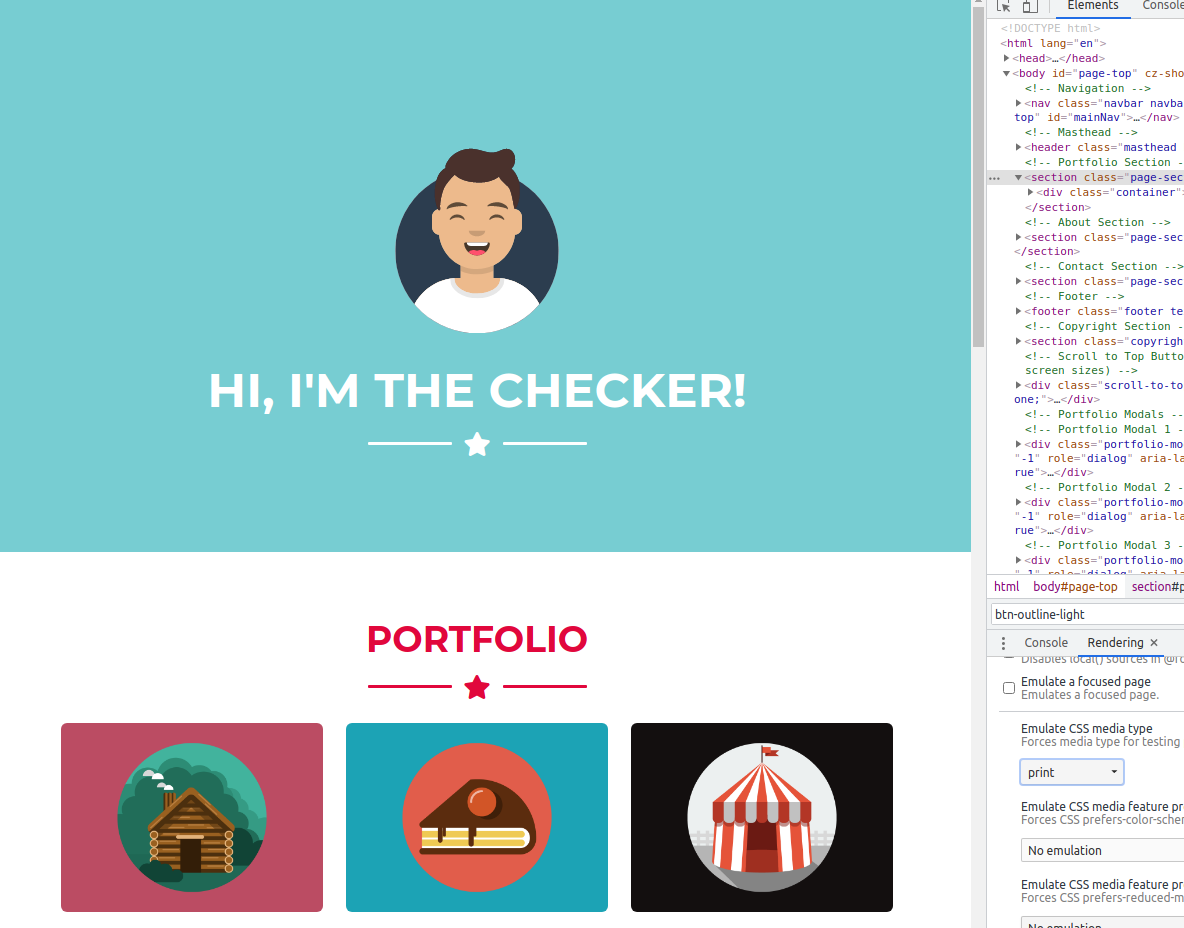 HI, I'M THE CHECKER!
PORTFOLIO
Elements Console
<!DOCTYPE html>
<html lang="en">
<head>…</head>
<body id="page-top" cz-sho
<!-- Navigation -->
<nav class="navbar navba
top" id="mainNav">…</nav>
<!-- Masthead -->
<header class="masthead
<!-- Portfolio Section -
<section class="page-sec
<div class="container">
</section>
<!-- About Section -->
<section class="page-sec
</section>
<!-- Contact Section -->
<section class="page-sec
<!-- Footer -->
<footer class="footer te
<!-- Copyright Section -
<section class="copyrigh
<!-- Scroll to Top Butto
screen sizes) -->
<div class="scroll-to-to
one;">…</div>
<!-- Portfolio Modals --
<!-- Portfolio Modal 1 -
<div class="portfolio-mo
"-1" role="dialog" aria-la
rue">…</div>
<!-- Portfolio Modal 2 -
<div class="portfolio-mo
"-1" role="dialog" aria-la
rue">…</div>
<!-- Portfolio Modal 3 -
<div class="portfolio-mo
"-1" role="dialog" aria-la
html body#page-top section#p
btn-outline-light
Console Rendering ×
Disables local() sources in @fo
Emulate a focused page
Emulates a focused page.
Emulate CSS media type
Forces media type for testing
print
Emulate CSS media feature pr
Forces CSS prefers-color-schem
No emulation
Emulate CSS media feature pr
Forces CSS prefers-reduced-m
No emulation